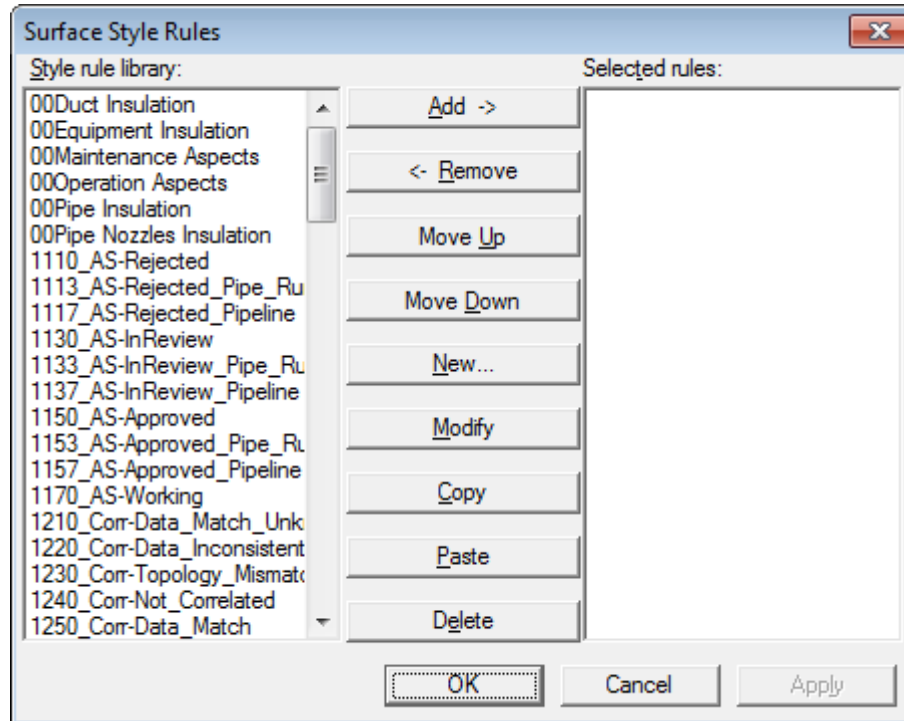 Surface Style Rules
Style rule library:
Selected rules:
00Duct Insulation
00Equipment Insulation
00Maintenance Aspects
00Operation Aspects
00Pipe Insulation
00Pipe Nozzles Insulation
1110_AS-Rejected
1113_AS-Rejected_Pipe_Ru
1117_AS-Rejected_Pipeline
1130_AS-InReview
1133_AS-InReview_Pipe_Ru
1137_AS-InReview_Pipeline
1150_AS-Approved
1153_AS-Approved_Pipe_Ru
1157_AS-Approved_Pipeline
1170_AS-Working
1210_Corr-Data_Match_Unk
1220_Corr-Data_Inconsistent
1230_Corr-Topology_Mismatc
1240_Corr-Not_Correlated
1250_Corr-Data_Match
Add ->
<- Remove
Move Up
Move Down
New...
Modify
Copy
Paste
Delete
OK
Cancel
Apply